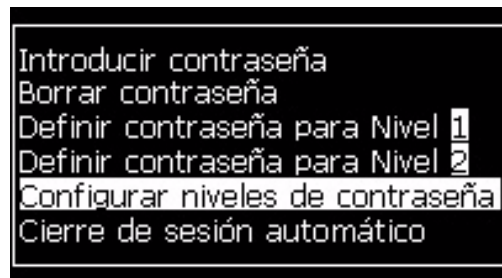 Introducir contraseña
Borrar contraseña
Definir contraseña para Nivel 1
Definir contraseña para Nivel 2
Configurar niveles de contraseña
Cierre de sesión automático